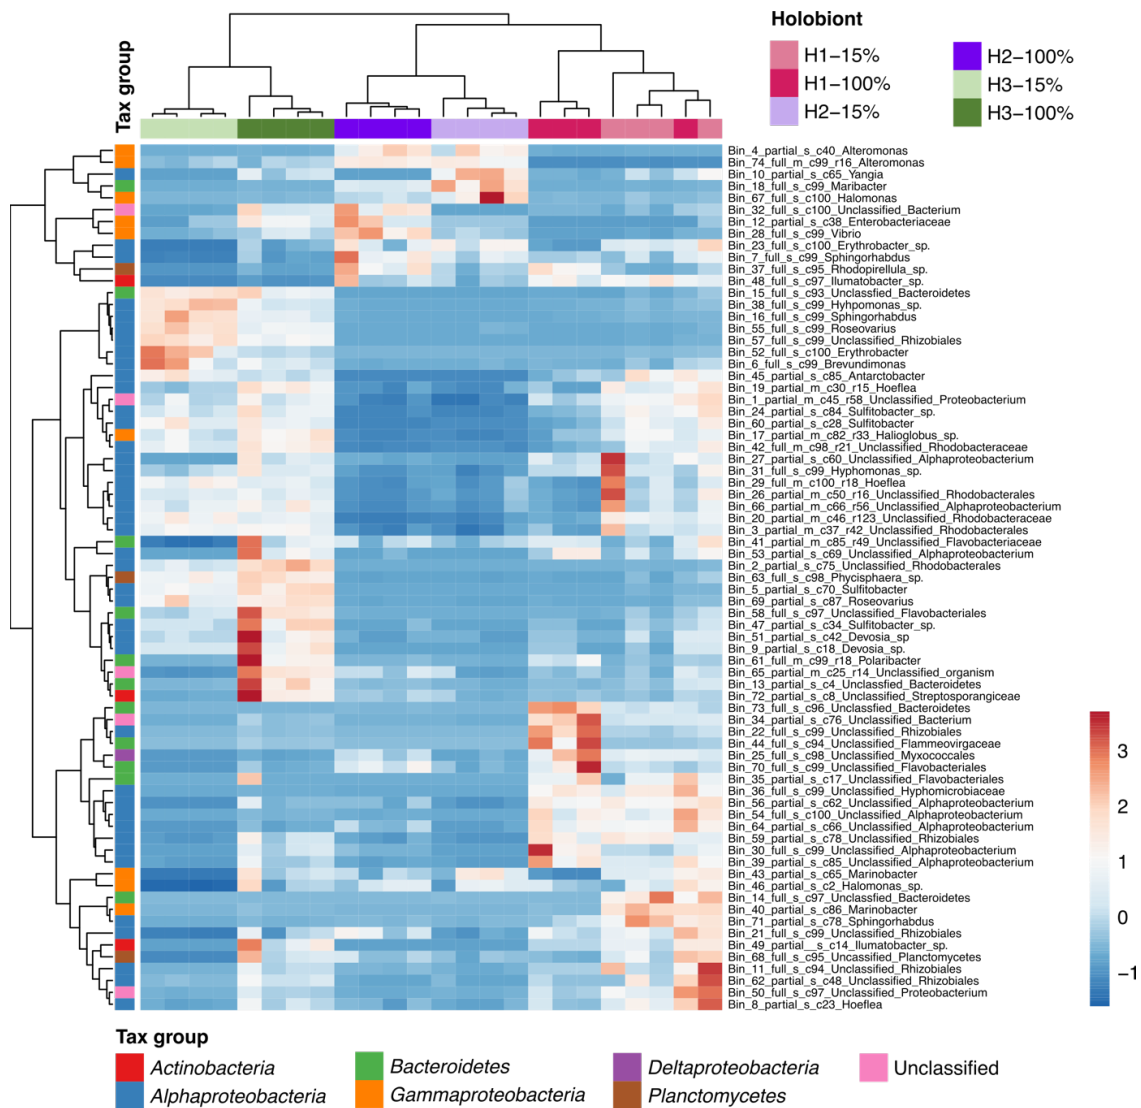 Holobiont
Tax group
H1−15%
H1−100%
H2−15%
H2−100%
H3−15%
H3−100%
Bin_4_partial_s_c40_Alteromonas
Bin_74_full_m_c99_r16_Alteromonas
Bin_10_partial_s_c65_Yangia
Bin_18_full_s_c99_Maribacter
Bin_67_full_s_c100_Halomonas
Bin_32_full_s_c100_Unclassified_Bacterium
Bin_12_partial_s_c38_Enterobacteriaceae
Bin_28_full_s_c99_Vibrio
Bin_23_full_s_c100_Erythrobacter_sp.
Bin_7_full_s_c99_Sphingorhabdus
Bin_37_full_s_c95_Rhodopirellula_sp.
Bin_48_full_s_c97_Ilumatobacter_sp.
Bin_15_full_s_c93_Unclassfied_Bacteroidetes
Bin_38_full_s_c99_Hyhpomonas_sp.
Bin_16_full_s_c99_Sphingorhabdus
Bin_55_full_s_c99_Roseovarius
Bin_57_full_s_c99_Unclassified_Rhizobiales
Bin_52_full_s_c100_Erythrobacter
Bin_6_full_s_c99_Brevundimonas
Bin_45_partial_s_c85_Antarctobacter
Bin_19_partial_m_c30_r15_Hoeflea
Bin_1_partial_m_c45_r58_Unclassified_Proteobacterium
Bin_24_partial_s_c84_Sulfitobacter_sp.
Bin_60_partial_s_c28_Sulfitobacter
Bin_17_partial_m_c82_r33_Halioglobus_sp.
Bin_42_full_m_c98_r21_Unclassified_Rhodobacteraceae
Bin_27_partial_s_c60_Unclassified_Alphaproteobacterium
Bin_31_full_s_c99_Hyphomonas_sp.
Bin_29_full_m_c100_r18_Hoeflea
Bin_26_partial_m_c50_r16_Unclassified_Rhodobacterales
Bin_66_partial_m_c66_r56_Unclassified_Alphaproteobacterium
Bin_20_partial_m_c46_r123_Unclassified_Rhodobacteraceae
Bin_3_partial_m_c37_r42_Unclassified_Rhodobacterales
Bin_41_partial_m_c85_r49_Unclassified_Flavobacteriaceae
Bin_53_partial_s_c69_Unclassified_Alphaproteobacterium
Bin_2_partial_s_c75_Unclassified_Rhodobacterales
Bin_63_full_s_c98_Phycisphaera_sp.
Bin_5_partial_s_c70_Sulfitobacter
Bin_69_partial_s_c87_Roseovarius
Bin_58_full_s_c97_Unclassified_Flavobacteriales
Bin_47_partial_s_c34_Sulfitobacter_sp.
Bin_51_partial_s_c42_Devosia_sp
Bin_9_partial_s_c18_Devosia_sp.
Bin_61_full_m_c99_r18_Polaribacter
Bin_65_partial_m_c25_r14_Unclassified_organism
Bin_13_partial_s_c4_Unclassfied_Bacteroidetes
Bin_72_partial_s_c8_Unclassified_Streptosporangiceae
Bin_73_full_s_c96_Unclassfied_Bacteroidetes
Bin_34_partial_s_c76_Unclassified_Bacterium
Bin_22_full_s_c99_Unclassified_Rhizobiales
Bin_44_full_s_c94_Unclassified_Flammeovirgaceae
Bin_25_full_s_c98_Unclassified_Myxococcales
Bin_70_full_s_c99_Unclassified_Flavobacteriales
Bin_35_partial_s_c17_Unclassified_Flavobacteriales
Bin_36_full_s_c99_Unclassified_Hyphomicrobiaceae
Bin_56_partial_s_c62_Unclassified_Alphaproteobacterium
Bin_54_full_s_c100_Unclassified_Alphaproteobacterium
Bin_64_partial_s_c66_Unclassified_Alphaproteobacterium
Bin_59_partial_s_c78_Unclassified_Rhizobiales
Bin_30_full_s_c99_Unclassified_Alphaproteobacterium
Bin_39_partial_s_c85_Unclassified_Alphaproteobacterium
Bin_43_partial_s_c65_Marinobacter
Bin_46_partial_s_c2_Halomonas_sp.
Bin_14_full_s_c97_Unclassfied_Bacteroidetes
Bin_40_partial_s_c86_Marinobacter
Bin_71_partial_s_c78_Sphingorhabdus
Bin_21_full_s_c99_Unclassified_Rhizobiales
Bin_49_partial__s_c14_Ilumatobacter_sp.
Bin_68_full_s_c95_Uncassified_Planctomycetes
Bin_11_full_s_c94_Unclassified_Rhizobiales
Bin_62_partial_s_c48_Unclassified_Rhizobiales
Bin_50_full_s_c97_Unclassified_Proteobacterium
Bin_8_partial_s_c23_Hoeflea
3
2
1
0
−1
Tax group
Actinobacteria
Bacteroidetes
Deltaproteobacteria
Unclassified
Alphaproteobacteria
Gammaproteobacteria
Planctomycetes